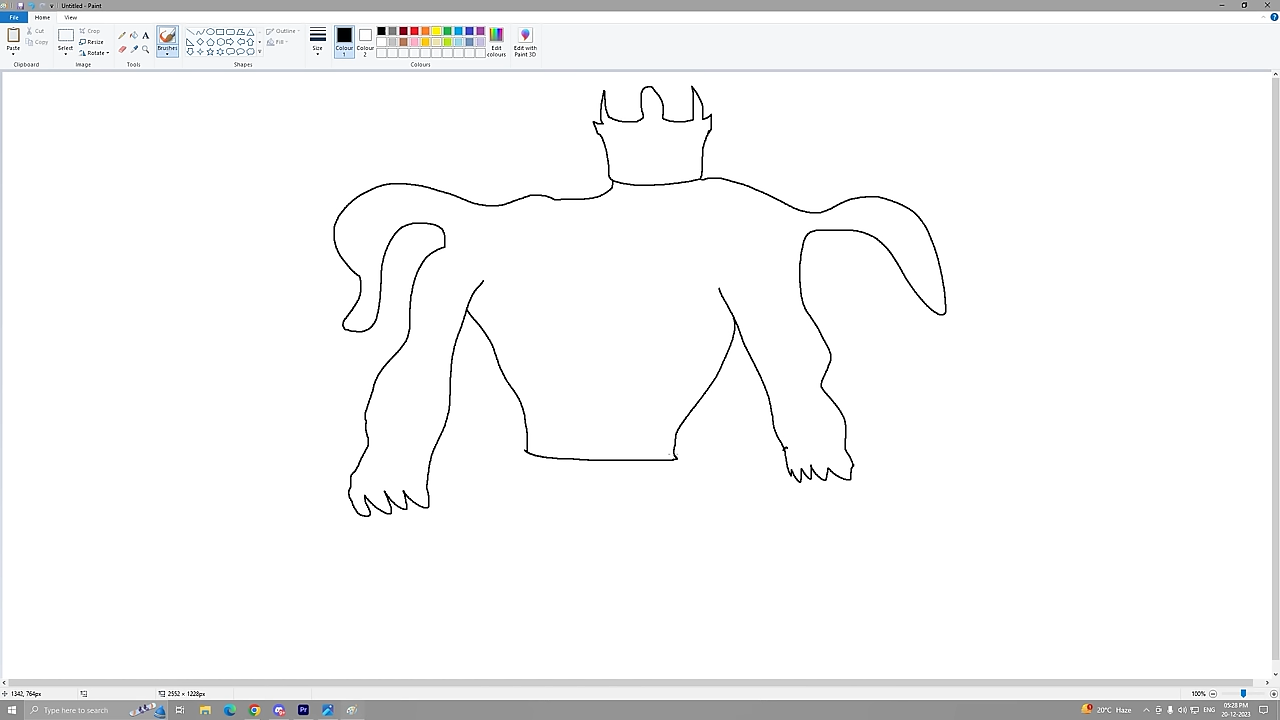 Untitled - Paint
File Home View
Paste Cut Copy Select Crop Resize Rotate Brushes Outline Fill Size Colour 1 Colour 2 Edit colours Edit with Paint 3D
Clipboard Image Tools Shapes Colours
1342, 764px 2552 × 1228px 100%
Type here to search 20°C Haze ENG 05:28 PM
20-12-2023